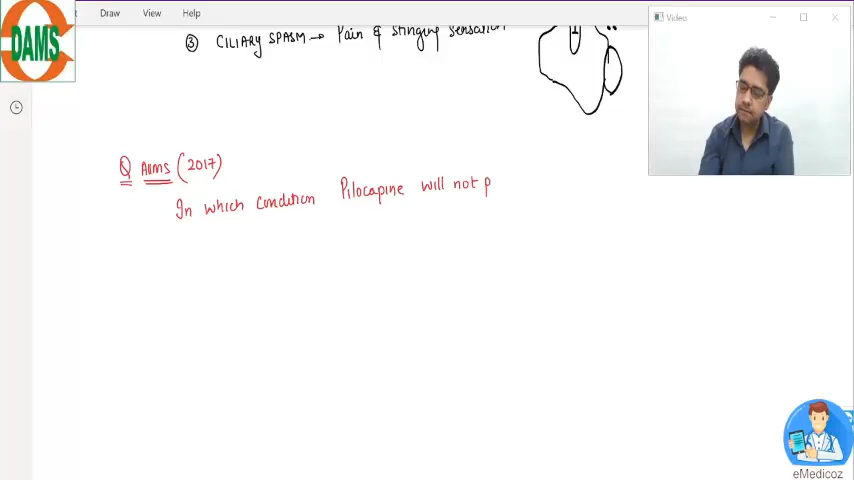 DAMS
Draw View Help
Video
③ CILIARY SPASM → Pain & Stinging Sensation
Q AIIMS (2017)
In which condition Pilocapine will not p
eMedicoz